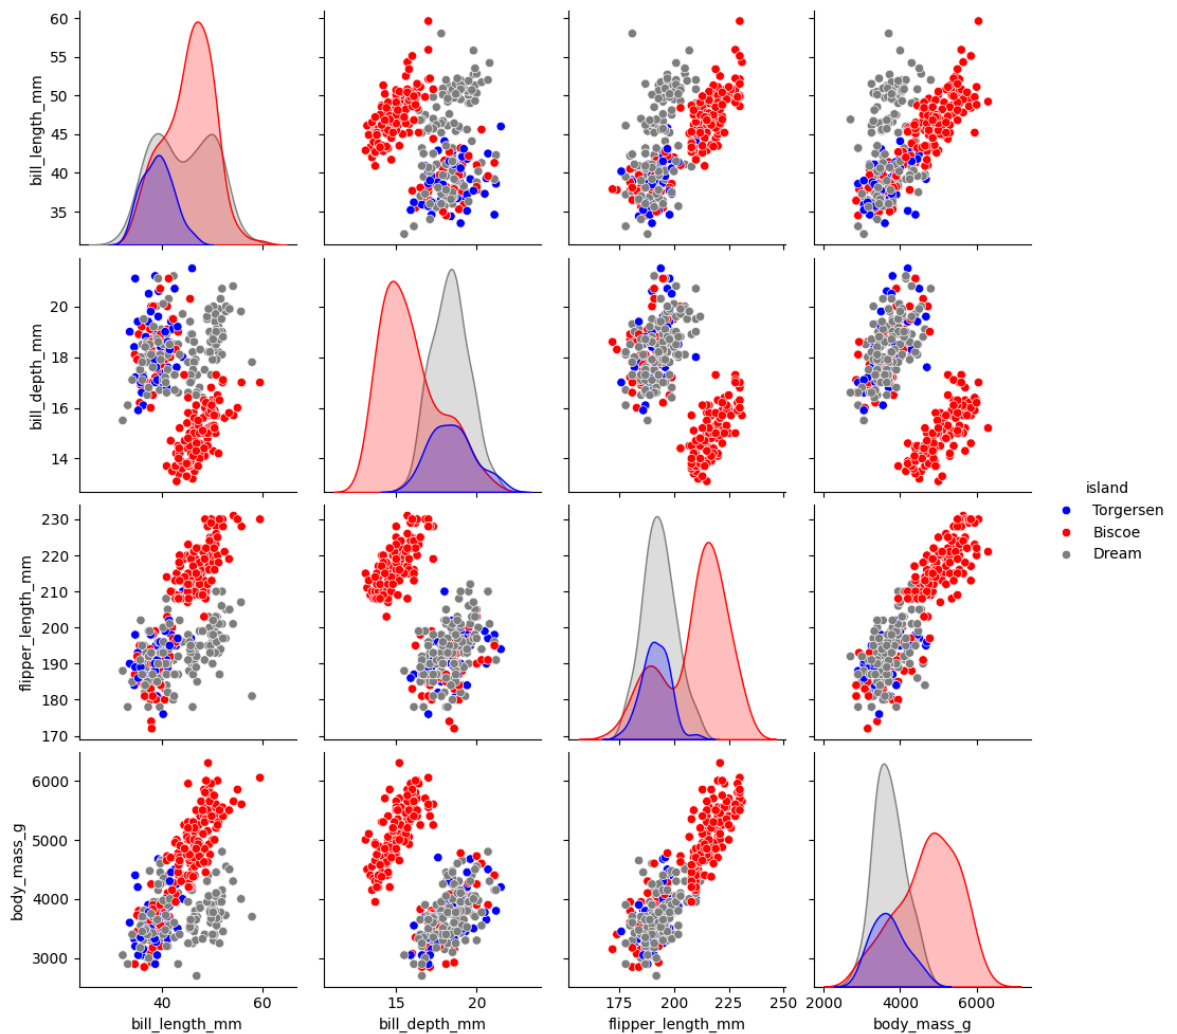 60
55
50
45
40
35
bill_length_mm
20
18
16
14
bill_depth_mm
island
Torgersen
Biscoe
Dream
230
220
210
200
190
180
170
flipper_length_mm
6000
5000
4000
3000
body_mass_g
40 60
15 20
175 200 225 250
2000 4000 6000
bill_length_mm
bill_depth_mm
flipper_length_mm
body_mass_g